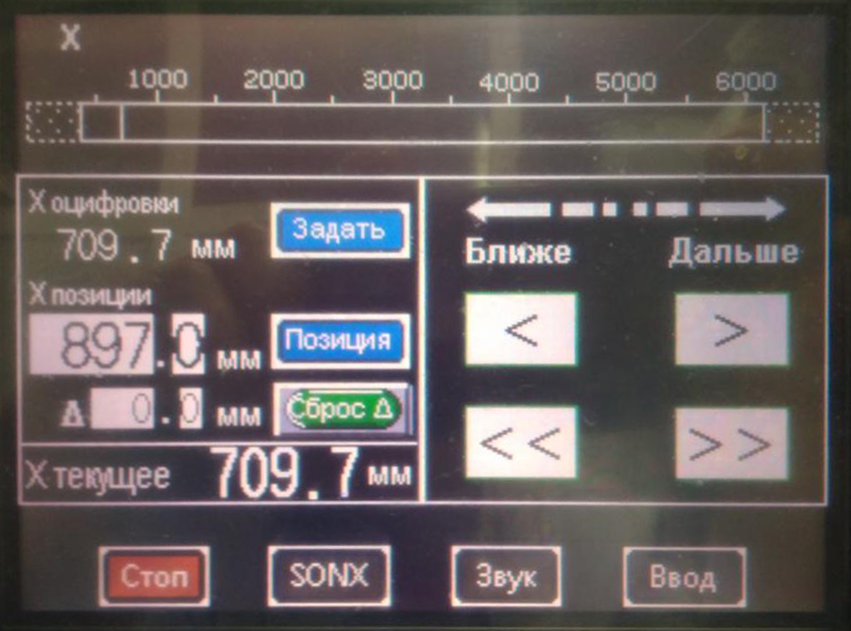 X
1000 2000 3000 4000 5000 6000
X оцифровки
709.7 мм
Задать
X позиции
897.0 мм
Позиция
Δ 0.0 мм
Сброс Δ
X текущее 709.7 мм
Ближе Дальше
< >
<< >>
Стоп SONX Звук Ввод